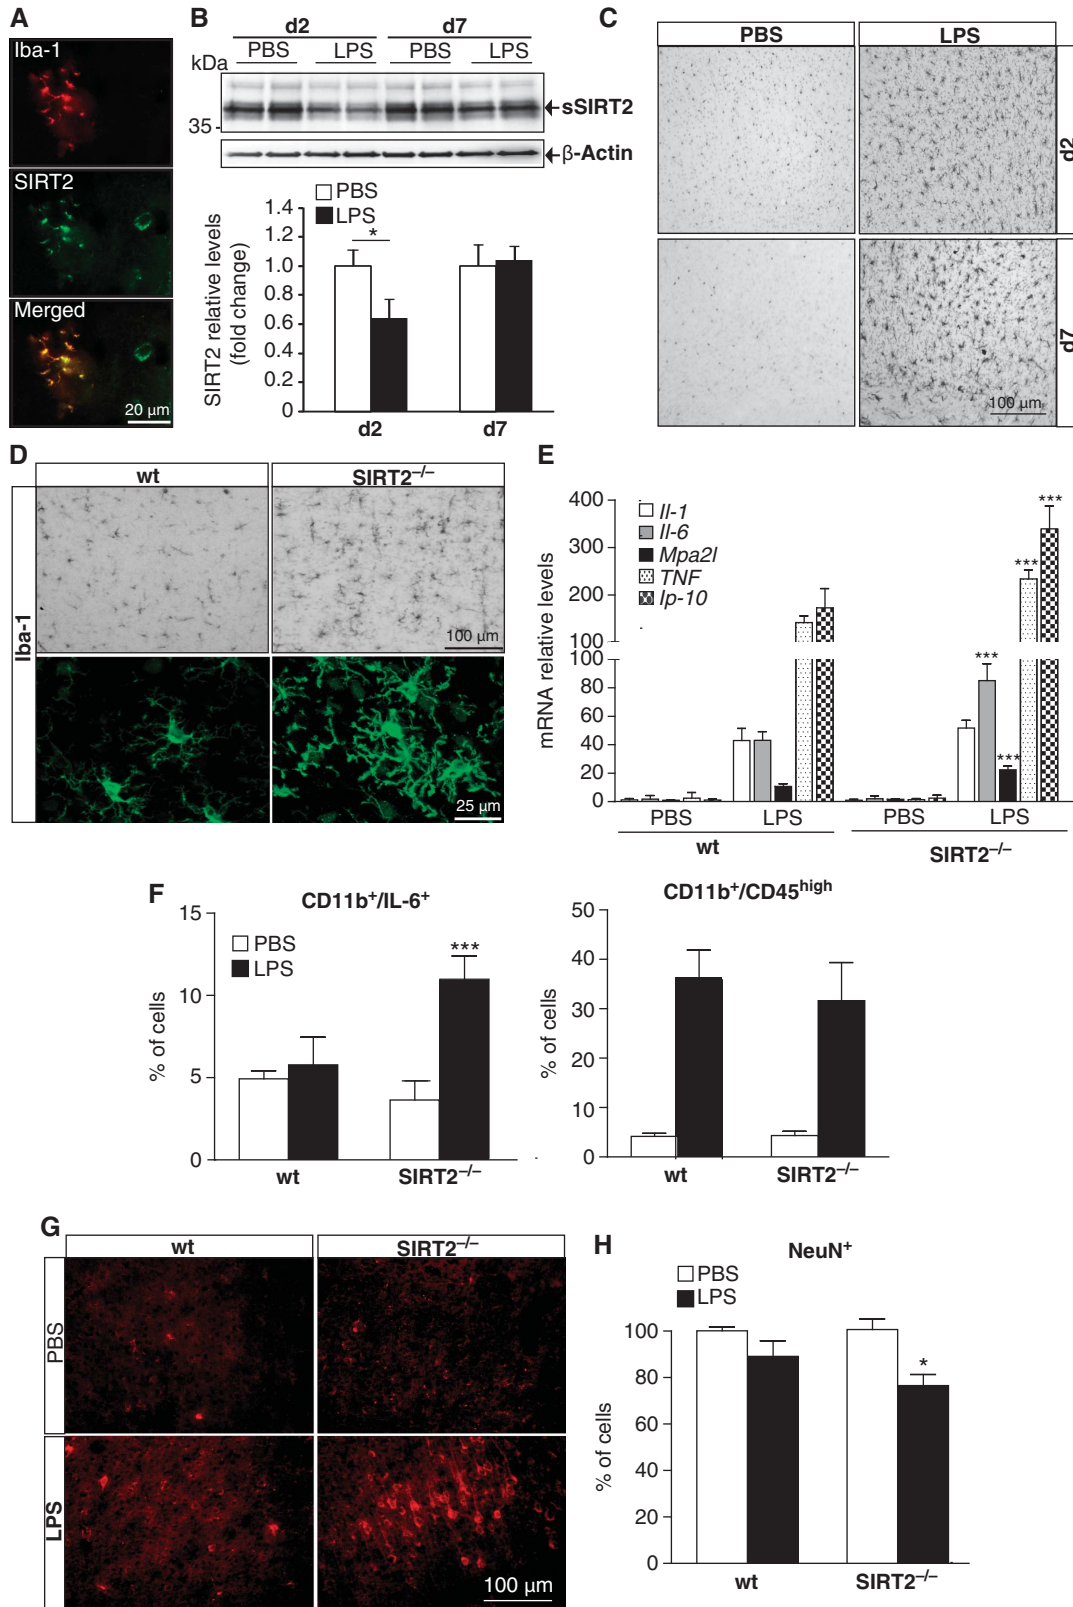 A
Iba-1
SIRT2
Merged
20 µm
B
d2 d7
PBS LPS PBS LPS
kDa
35
sSIRT2
β-Actin
PBS
LPS
SIRT2 relative levels
(fold change)
1.4
1.2
1.0
0.8
0.6
0.4
0.2
0
*
d2 d7
C
PBS LPS
d2
d7
100 µm
D
wt SIRT2–/–
Iba-1
100 µm
25 µm
E
mRNA relative levels
400
300
200
100
100
80
60
40
20
0
Il-1
Il-6
Mpa2l
TNF
Ip-10
*** *** *** ***
PBS LPS PBS LPS
wt SIRT2–/–
F
CD11b+/IL-6+
PBS
LPS
% of cells
15
10
5
0
***
wt SIRT2–/–
CD11b+/CD45high
% of cells
50
40
30
20
10
0
wt SIRT2–/–
G
wt SIRT2–/–
PBS
LPS
100 µm
H
NeuN+
PBS
LPS
% of cells
100
80
60
40
20
0
*
wt SIRT2–/–